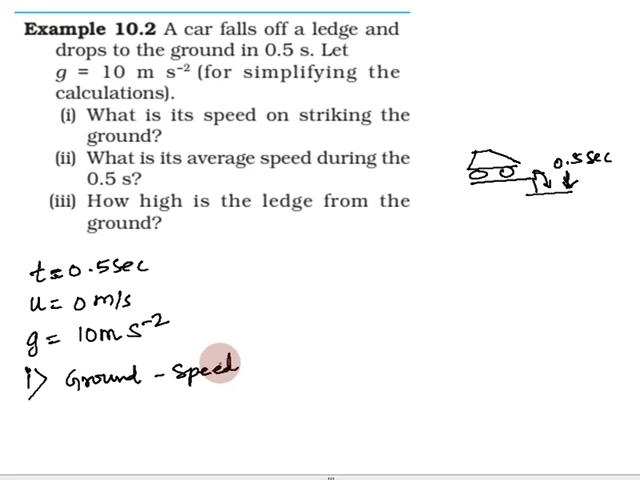 Example 10.2 A car falls off a ledge and
drops to the ground in 0.5 s. Let
g = 10 m s⁻² (for simplifying the
calculations).
(i) What is its speed on striking the
ground?
(ii) What is its average speed during the
0.5 s?
(iii) How high is the ledge from the
ground?
0.5 sec
t = 0.5 sec
u = 0 m/s
g = 10 m s⁻²
i> Ground - Speed